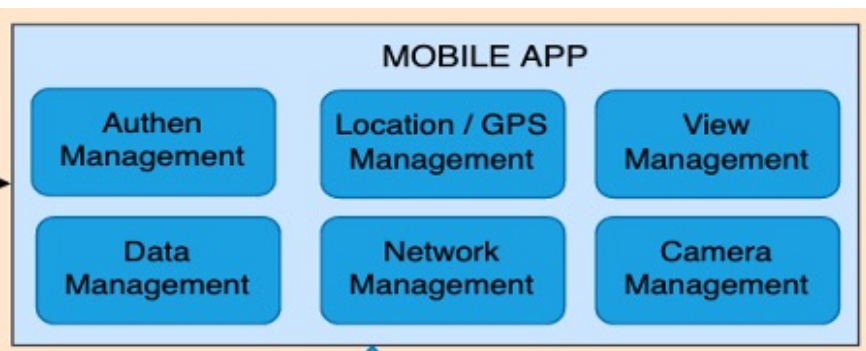 MOBILE APP
Authen
Management
Location / GPS
Management
View
Management
Data
Management
Network
Management
Camera
Management